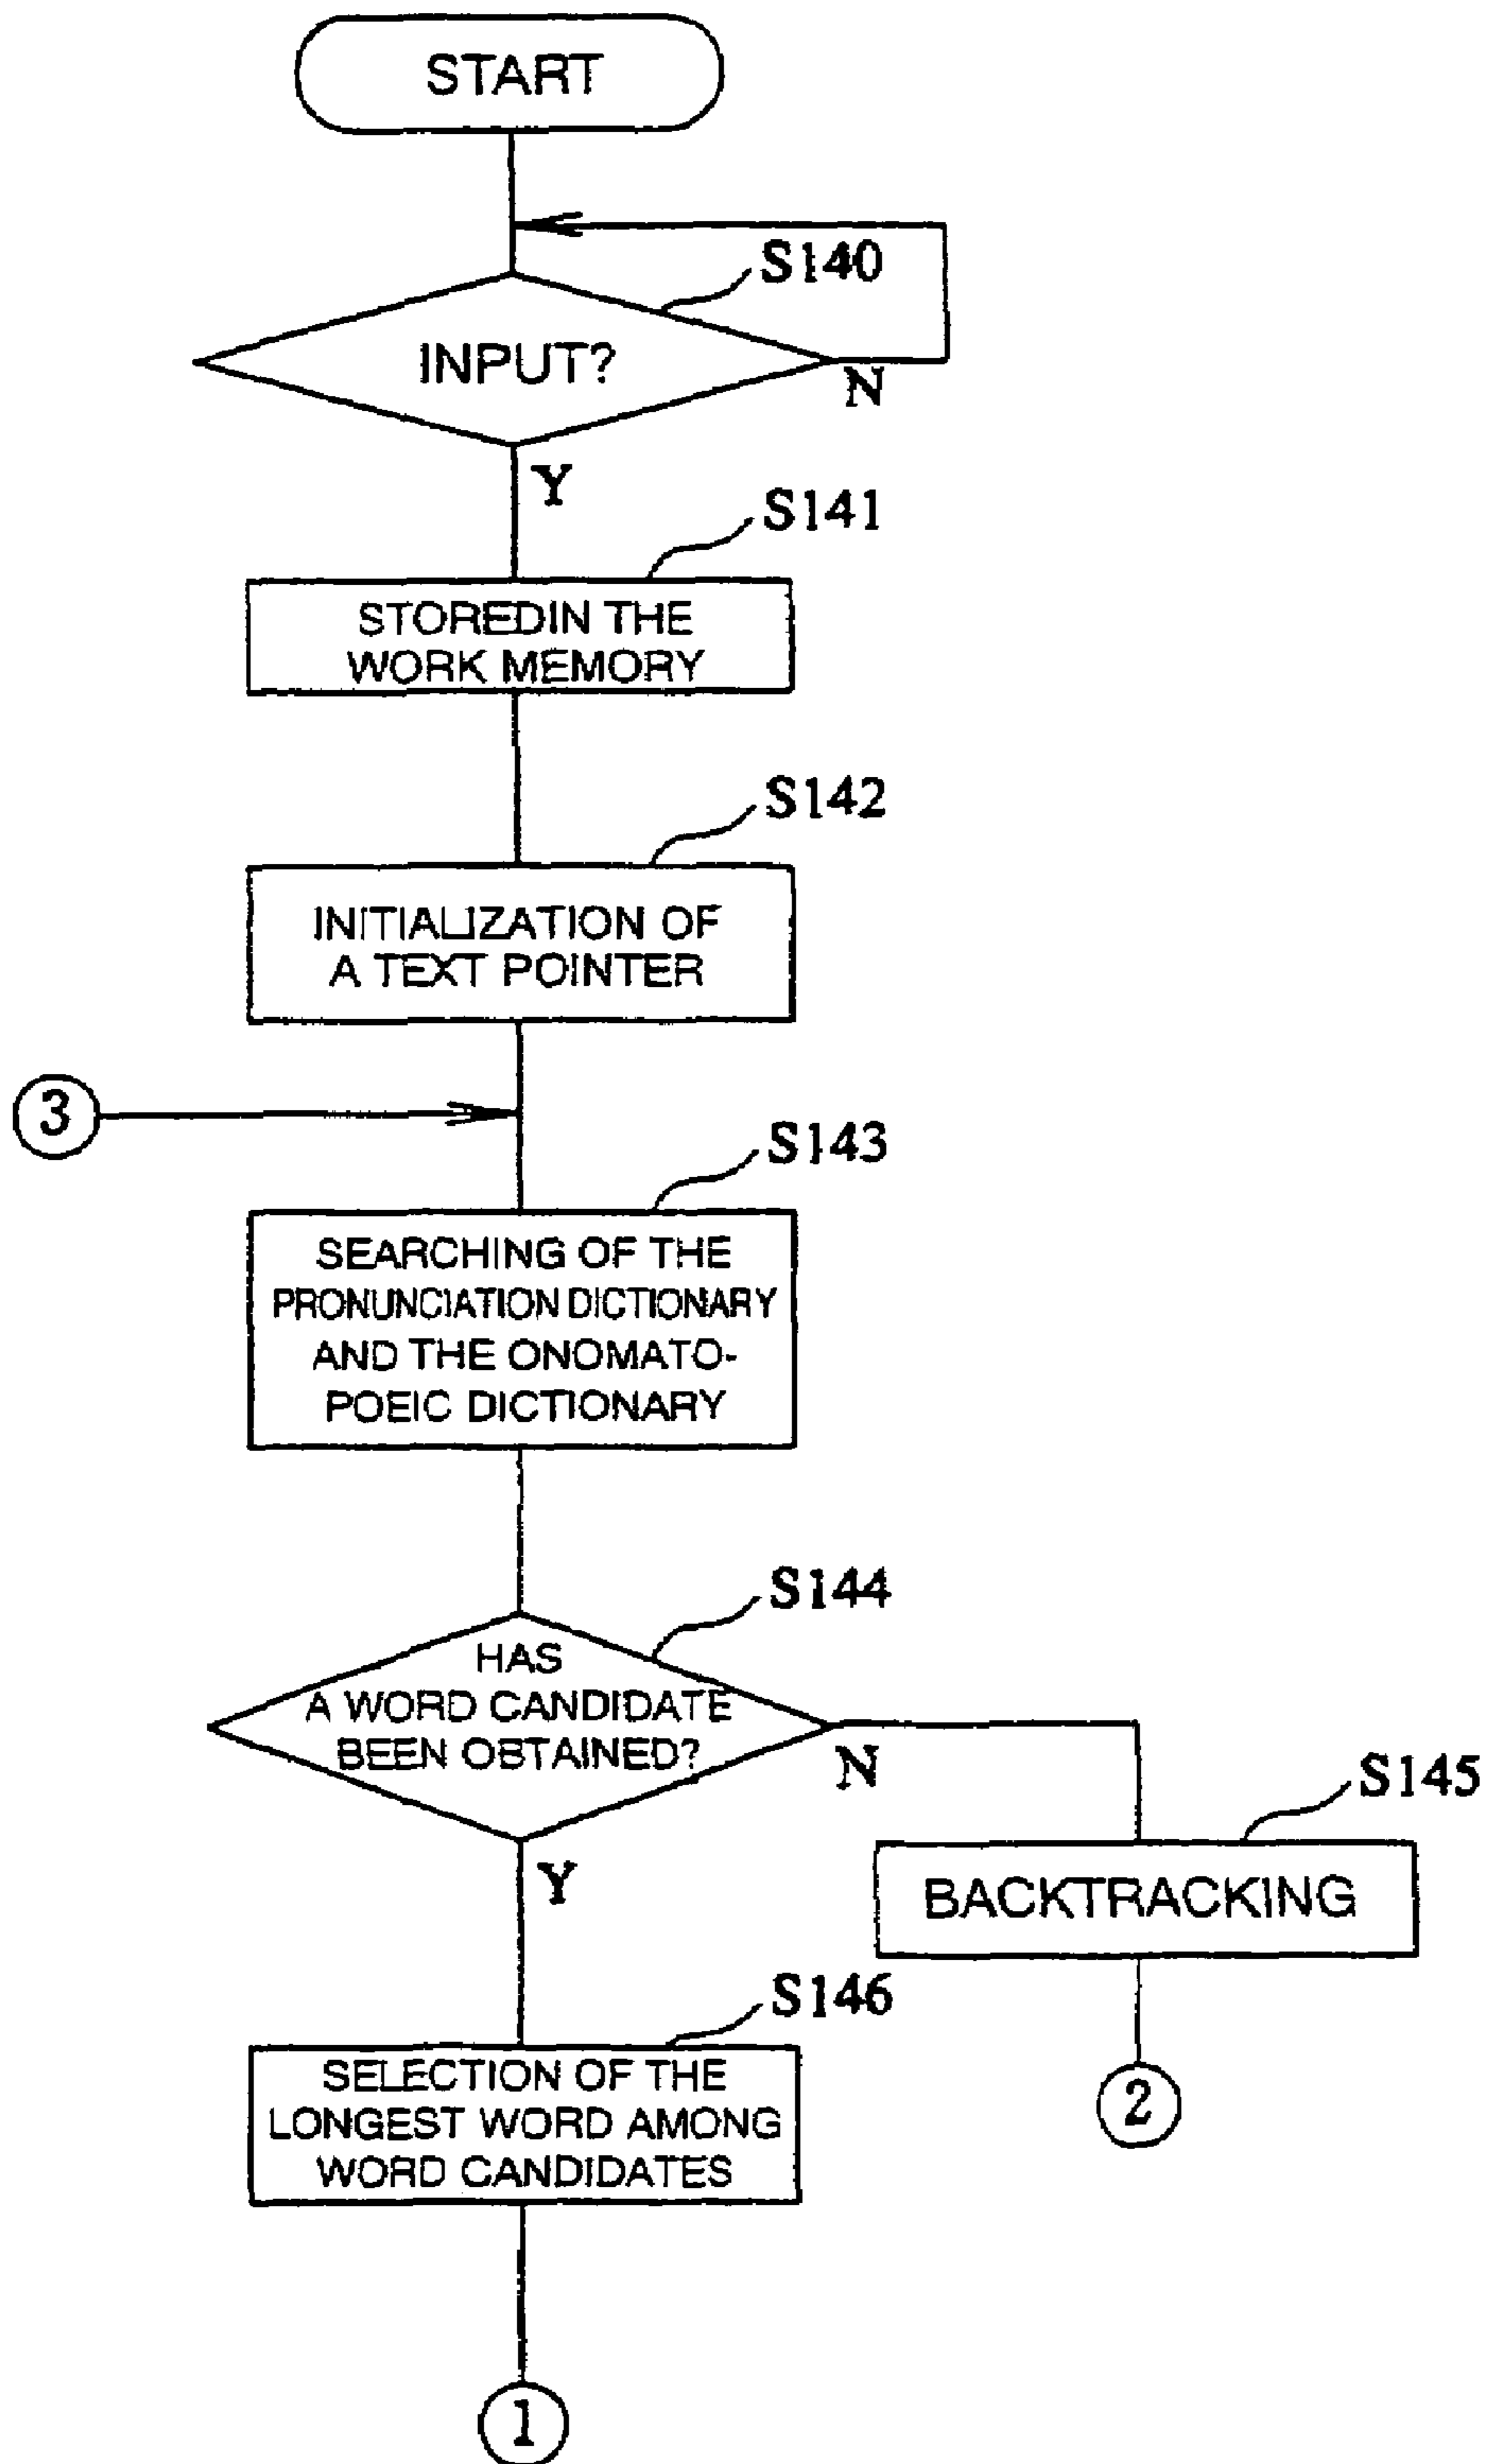 START
S140
INPUT?
N
Y
S141
STOREDIN THE
WORK MEMORY
S142
INITIALIZATION OF
A TEXT POINTER
3
S143
SEARCHING OF THE
PRONUNCIATION DICTIONARY
AND THE ONOMATO-
POEIC DICTIONARY
S144
HAS
A WORD CANDIDATE
BEEN OBTAINED?
N
S145
Y
BACKTRACKING
S146
SELECTION OF THE
LONGEST WORD AMONG
WORD CANDIDATES
2
1